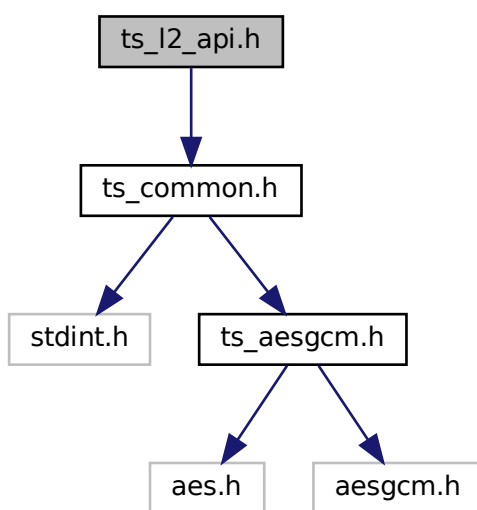 ts_l2_api.h
ts_common.h
stdint.h
ts_aesgcm.h
aes.h
aesgcm.h